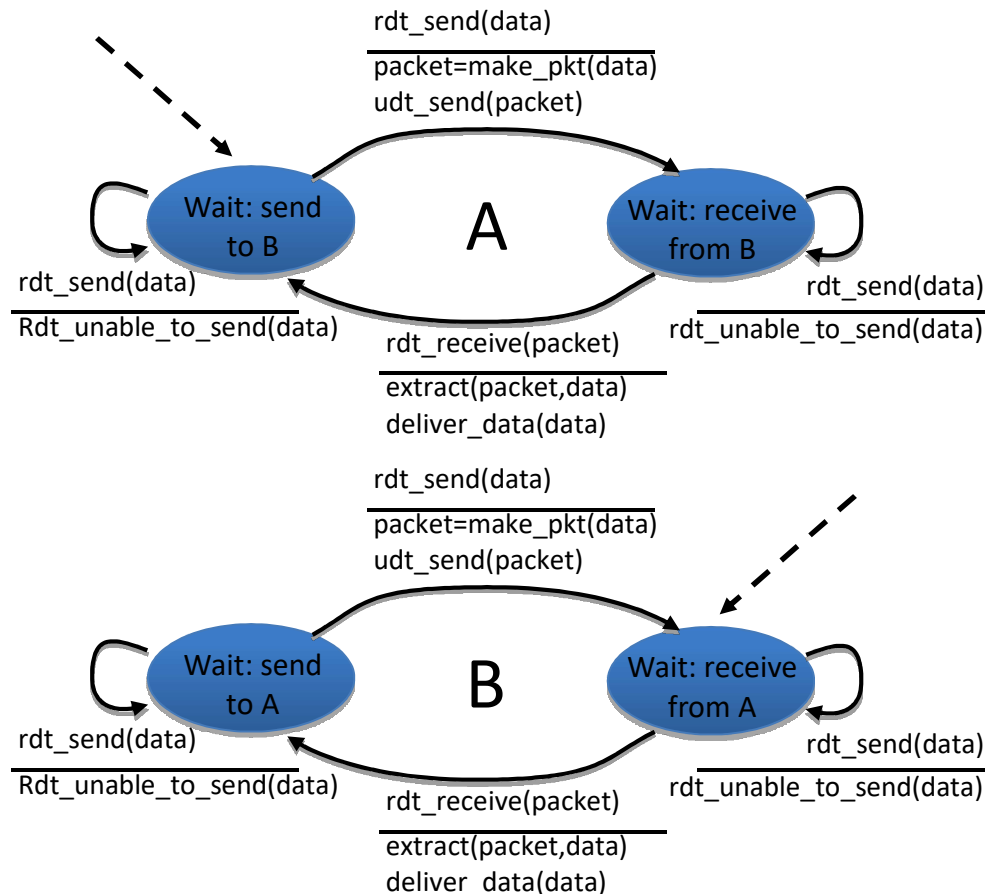 rdt_send(data)
packet=make_pkt(data)
udt_send(packet)
Wait: send
to B
A
Wait: receive
from B
rdt_send(data)
Rdt_unable_to_send(data)
rdt_send(data)
rdt_unable_to_send(data)
rdt_receive(packet)
extract(packet,data)
deliver_data(data)
rdt_send(data)
packet=make_pkt(data)
udt_send(packet)
Wait: send
to A
B
Wait: receive
from A
rdt_send(data)
Rdt_unable_to_send(data)
rdt_send(data)
rdt_unable_to_send(data)
rdt_receive(packet)
extract(packet,data)
deliver_data(data)